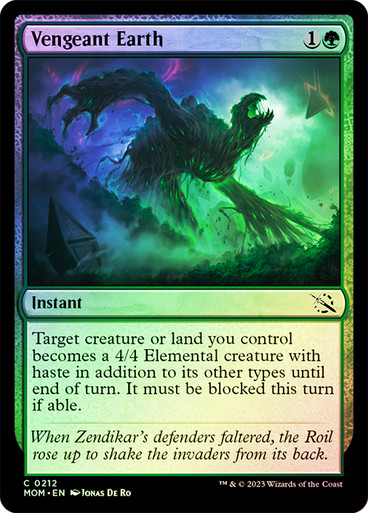 Vengeant Earth 1
Instant
Target creature or land you control
becomes a 4/4 Elemental creature with
haste in addition to its other types until
end of turn. It must be blocked this turn
if able.
When Zendikar's defenders faltered, the Roil
rose up to shake the invaders from its back.
C 0212
MOM • EN Jonas De Ro
™ & © 2023 Wizards of the Coast